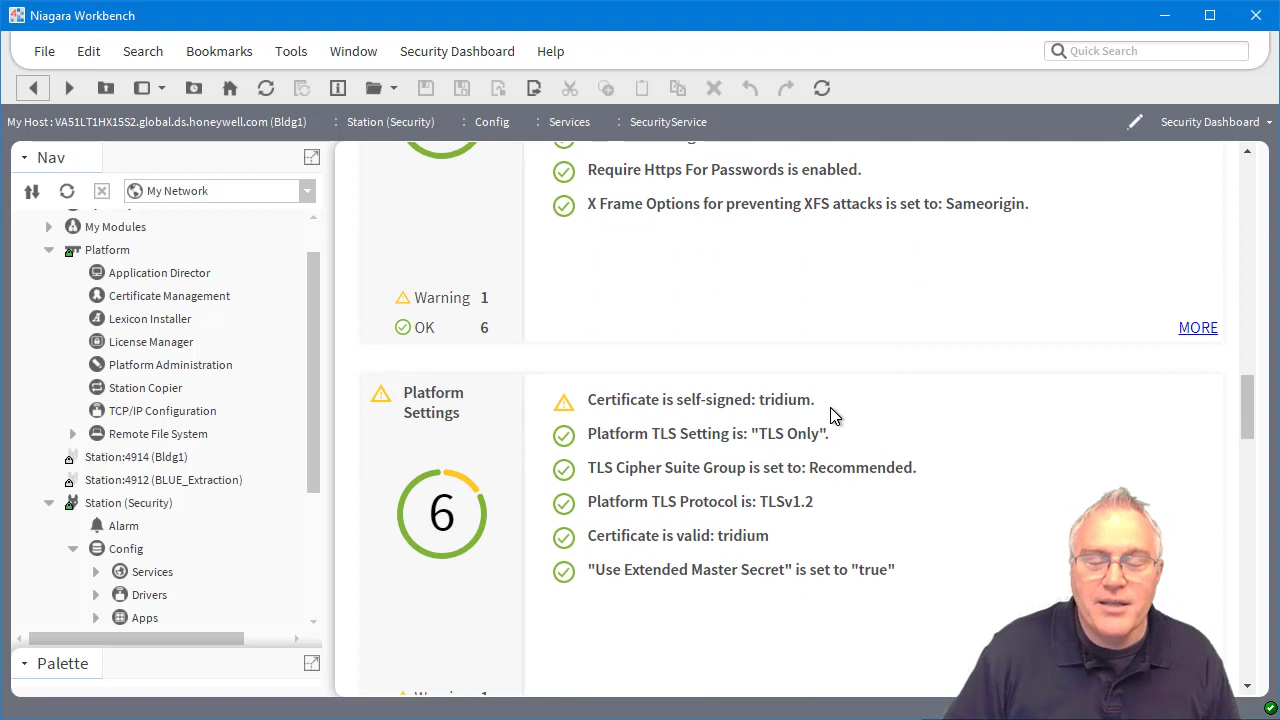 Niagara Workbench
File Edit Search Bookmarks Tools Window Security Dashboard Help
Quick Search
My Host : VA51LT1HX15S2.global.ds.honeywell.com (Bldg1) : Station (Security) : Config : Services : SecurityService
Security Dashboard
Nav
My Network
My Modules
Platform
Application Director
Certificate Management
Lexicon Installer
License Manager
Platform Administration
Station Copier
TCP/IP Configuration
Remote File System
Station:4914 (Bldg1)
Station:4912 (BLUE_Extraction)
Station (Security)
Alarm
Config
Services
Drivers
Apps
Palette
Require Https For Passwords is enabled.
X Frame Options for preventing XFS attacks is set to: Sameorigin.
Warning 1
OK 6
MORE
Platform
Settings
6
Certificate is self-signed: tridium.
Platform TLS Setting is: "TLS Only".
TLS Cipher Suite Group is set to: Recommended.
Platform TLS Protocol is: TLSv1.2
Certificate is valid: tridium
"Use Extended Master Secret" is set to "true"